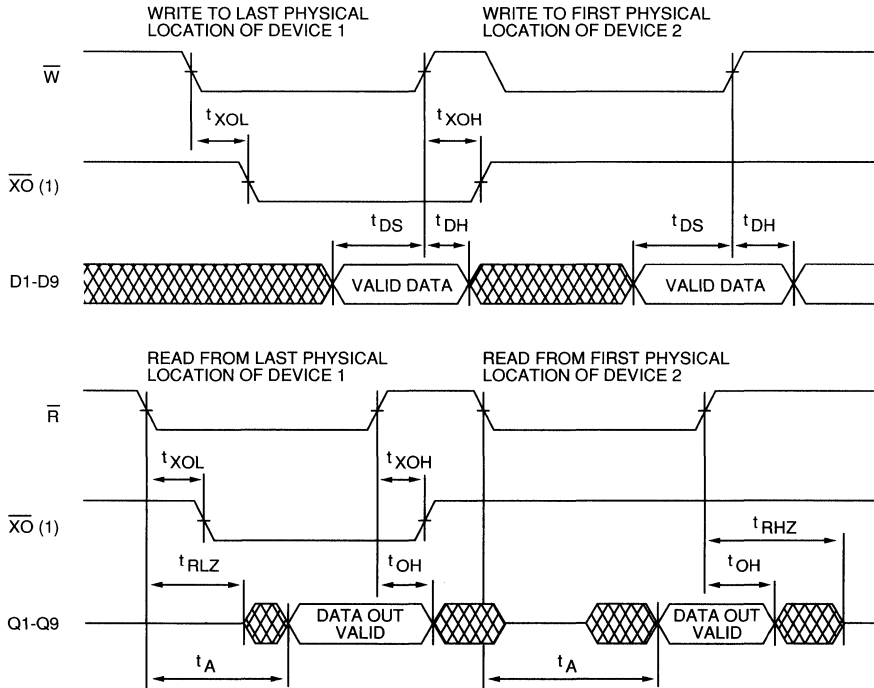 WRITE TO LAST PHYSICAL
LOCATION OF DEVICE 1
WRITE TO FIRST PHYSICAL
LOCATION OF DEVICE 2
W
tXOL
tXOH
XO (1)
tDS
tDH
tDS
tDH
D1-D9
VALID DATA
VALID DATA
READ FROM LAST PHYSICAL
LOCATION OF DEVICE 1
READ FROM FIRST PHYSICAL
LOCATION OF DEVICE 2
R
tXOL
tXOH
XO (1)
tRLZ
tOH
tRHZ
tOH
Q1-Q9
DATA OUT
VALID
DATA OUT
VALID
tA
tA